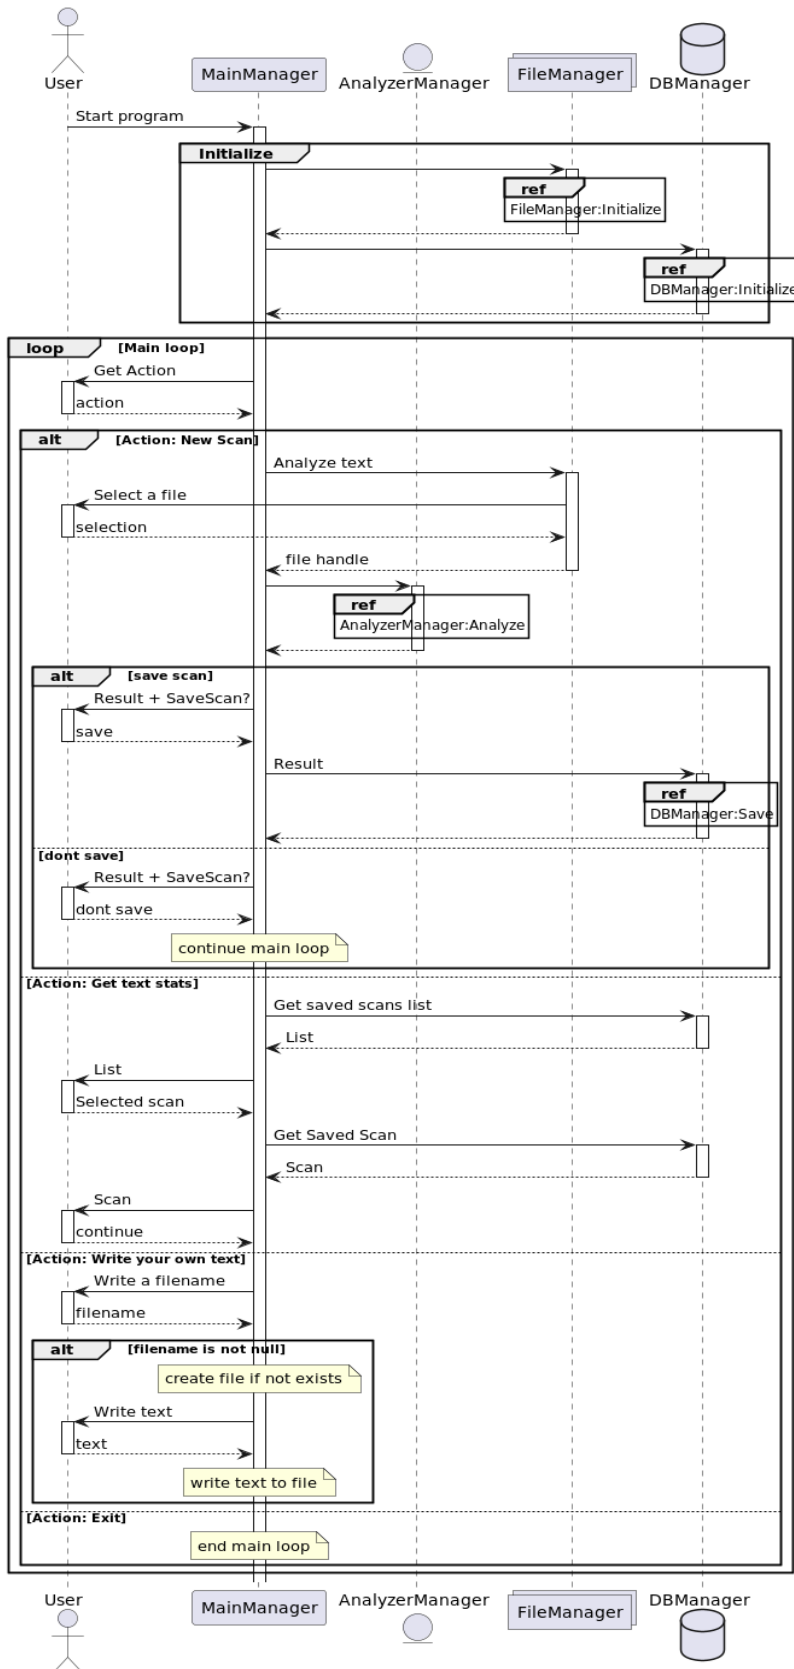 User
MainManager
AnalyzerManager
FileManager
DBManager
Start program
Initialize
ref
FileManager:Initialize
ref
DBManager:Initialize
loop [Main loop]
Get Action
action
alt [Action: New Scan]
Analyze text
Select a file
selection
file handle
ref
AnalyzerManager:Analyze
alt [save scan]
Result + SaveScan?
save
Result
ref
DBManager:Save
[dont save]
Result + SaveScan?
dont save
continue main loop
[Action: Get text stats]
Get saved scans list
List
List
Selected scan
Get Saved Scan
Scan
Scan
continue
[Action: Write your own text]
Write a filename
filename
alt [filename is not null]
create file if not exists
Write text
text
write text to file
[Action: Exit]
end main loop
User
MainManager
AnalyzerManager
FileManager
DBManager